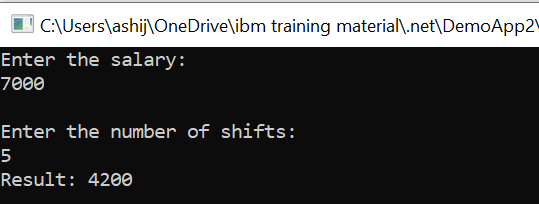 C:\Users\ashij\OneDrive\ibm training material\.net\DemoApp2\
Enter the salary:
7000
Enter the number of shifts:
5
Result: 4200